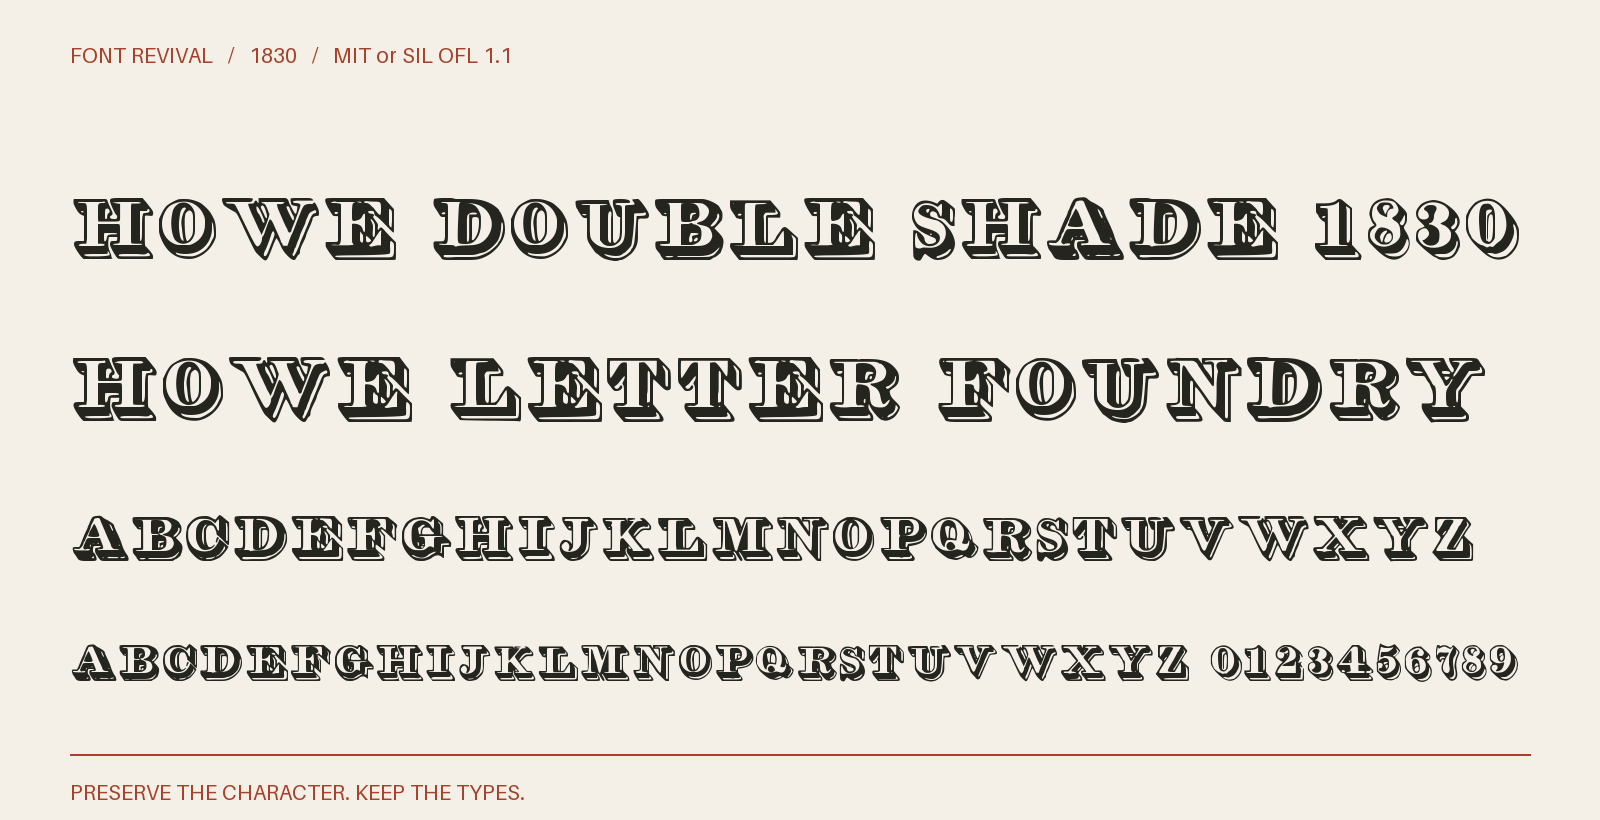 FONT REVIVAL / 1830 / MIT or SIL OFL 1.1
HOWE DOUBLE SHADE 1830
HOWE LETTER FOUNDRY
ABCDEFGHIJKLMNOPQRSTUVWXYZ
ABCDEFGHIJKLMNOPQRSTUVWXYZ 0123456789
PRESERVE THE CHARACTER. KEEP THE TYPES.